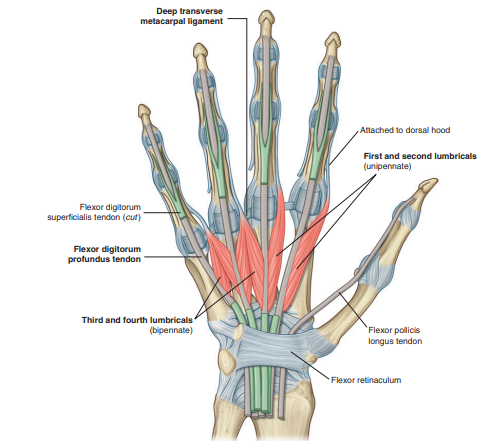 Deep transverse
metacarpal ligament
Attached to dorsal hood
First and second lumbricals
(unipennate)
Flexor digitorum
superficialis tendon (cut)
Flexor digitorum
profundus tendon
Third and fourth lumbricals
(bipennate)
Flexor pollicis
longus tendon
Flexor retinaculum